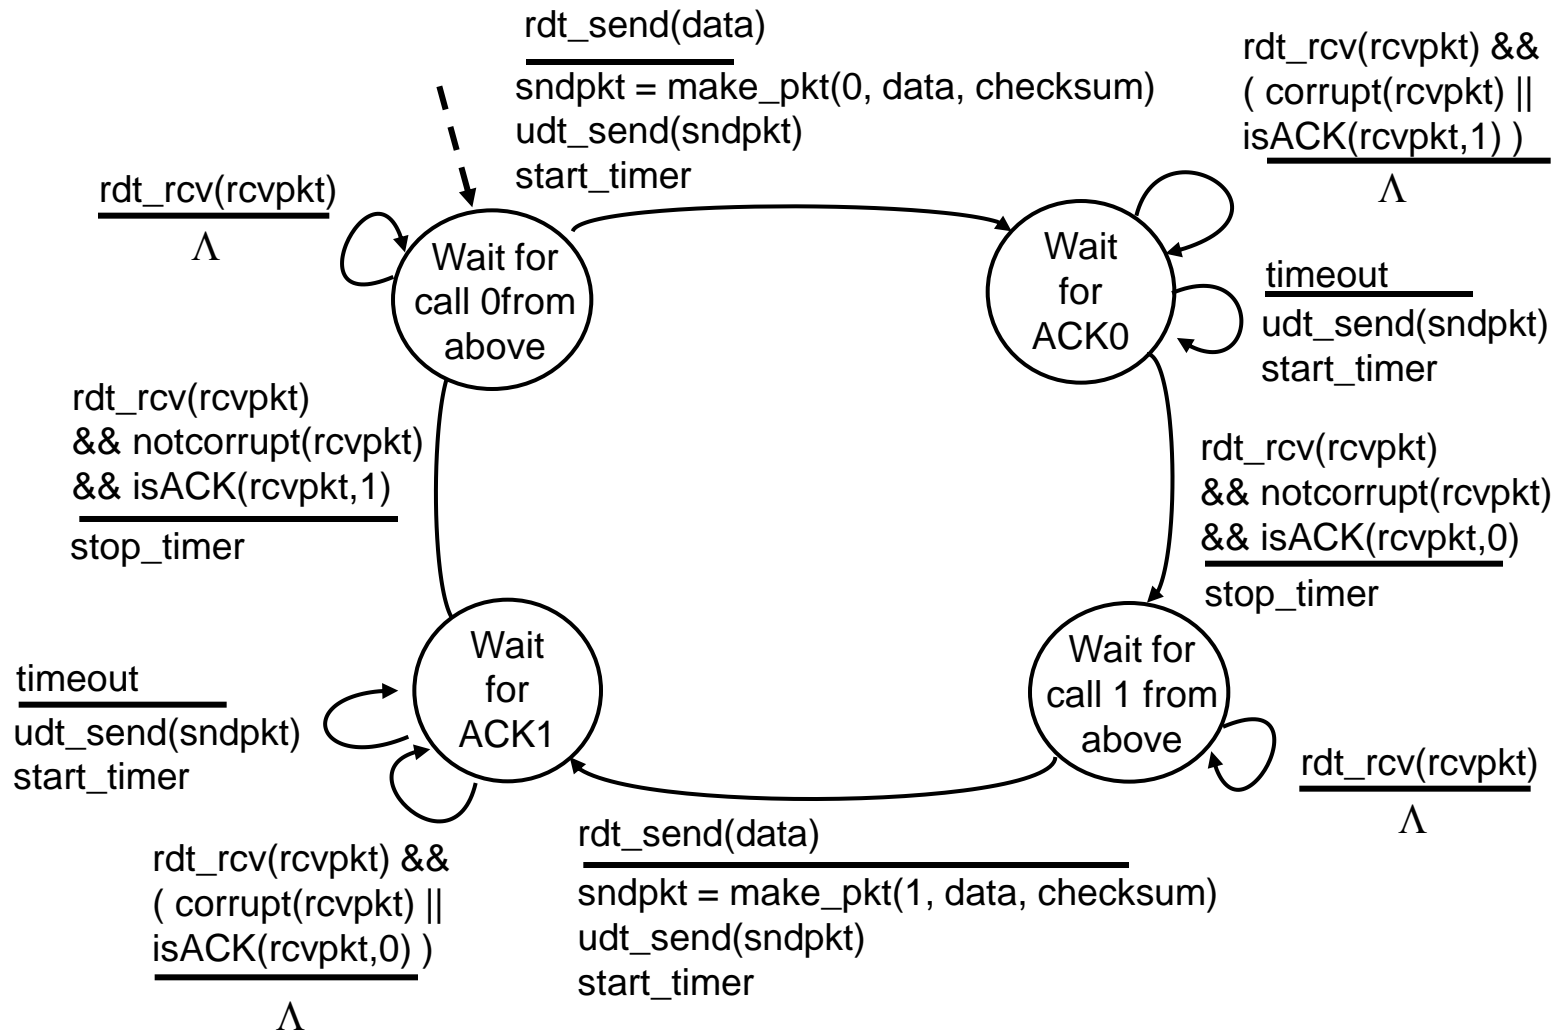 rdt_send(data)
sndpkt = make_pkt(0, data, checksum)
udt_send(sndpkt)
start_timer
rdt_rcv(rcvpkt) &&
( corrupt(rcvpkt) ||
isACK(rcvpkt,1) )
Λ
rdt_rcv(rcvpkt)
Λ
Wait for
call 0from
above
Wait
for
ACK0
timeout
udt_send(sndpkt)
start_timer
rdt_rcv(rcvpkt)
&& notcorrupt(rcvpkt)
&& isACK(rcvpkt,1)
stop_timer
rdt_rcv(rcvpkt)
&& notcorrupt(rcvpkt)
&& isACK(rcvpkt,0)
stop_timer
Wait
for
ACK1
Wait for
call 1 from
above
timeout
udt_send(sndpkt)
start_timer
rdt_rcv(rcvpkt)
Λ
rdt_rcv(rcvpkt) &&
( corrupt(rcvpkt) ||
isACK(rcvpkt,0) )
Λ
rdt_send(data)
sndpkt = make_pkt(1, data, checksum)
udt_send(sndpkt)
start_timer